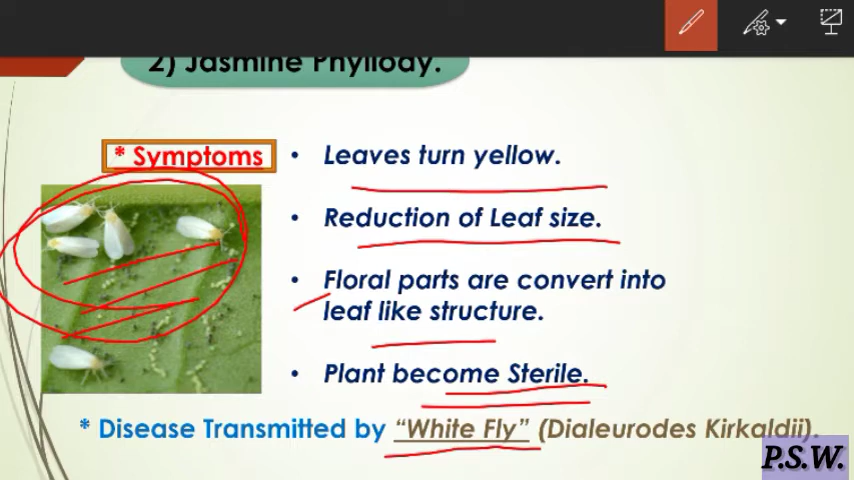 2) Jasmine Phyllody.
* Symptoms
• Leaves turn yellow.
• Reduction of Leaf size.
• Floral parts are convert into
leaf like structure.
• Plant become Sterile.
* Disease Transmitted by “White Fly” (Dialeurodes Kirkaldii).
P.S.W.